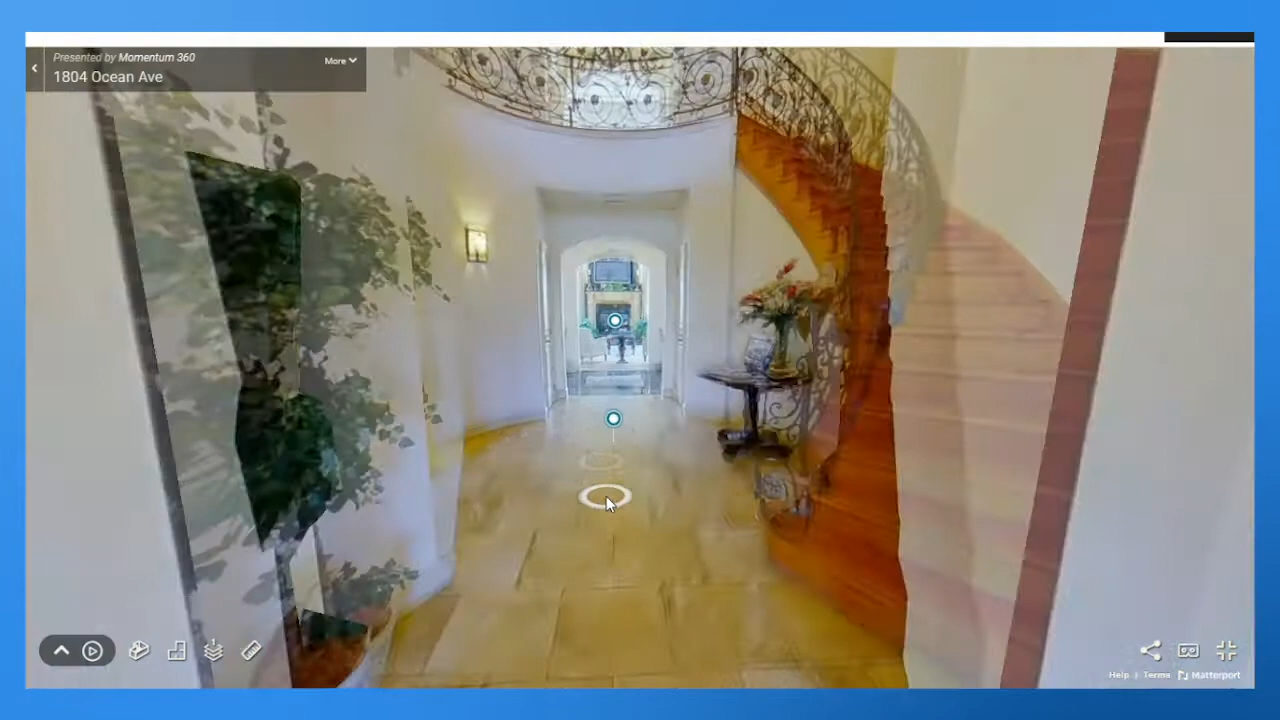 Presented by Momentum 360
More
1804 Ocean Ave
Help | Terms Matterport